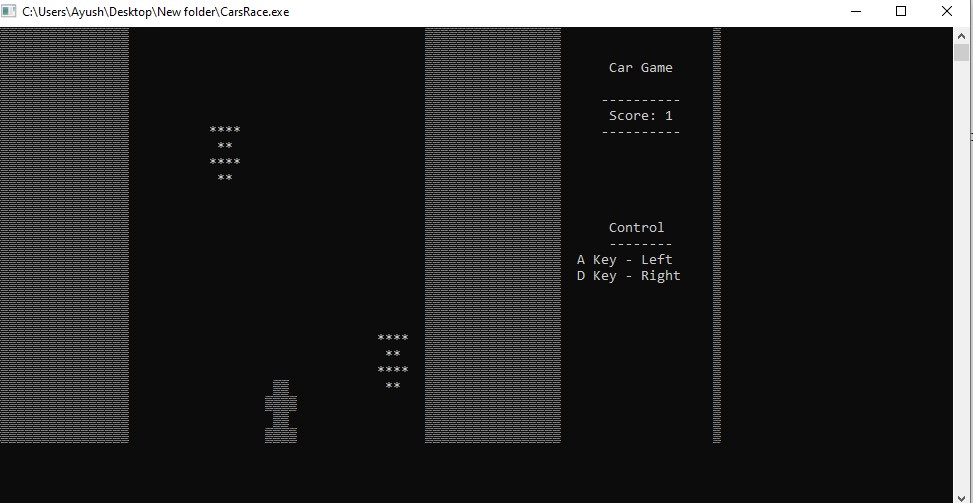 C:\Users\Ayush\Desktop\New folder\CarsRace.exe
Car Game
----------
Score: 1
----------
****
**
****
**
Control
--------
A Key - Left
D Key - Right
****
**
****
**